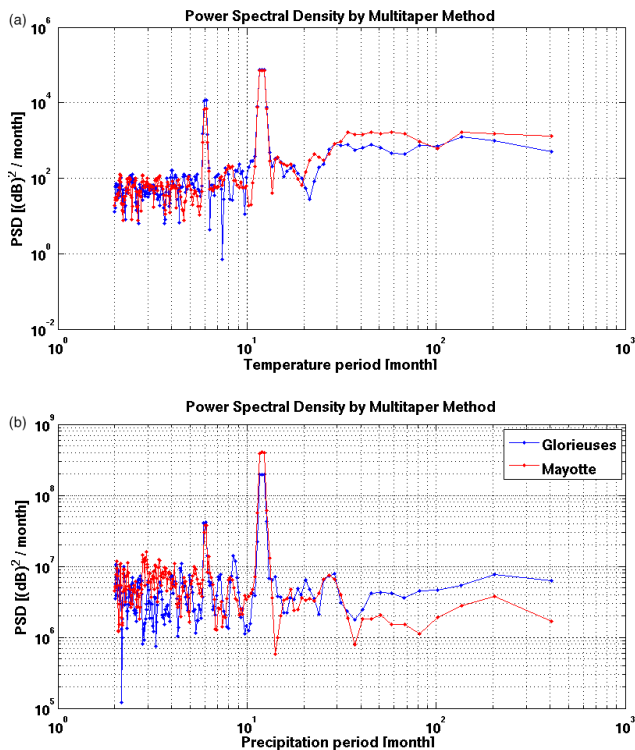 (a)
Power Spectral Density by Multitaper Method
10^6
10^4
10^2
10^0
10^-2
PSD [(dB)^2 / month]
10^0
10^1
10^2
10^3
Temperature period [month]
(b)
Power Spectral Density by Multitaper Method
10^9
10^8
10^7
10^6
10^5
PSD [(dB)^2 / month]
Glorieuses
Mayotte
10^0
10^1
10^2
10^3
Precipitation period [month]